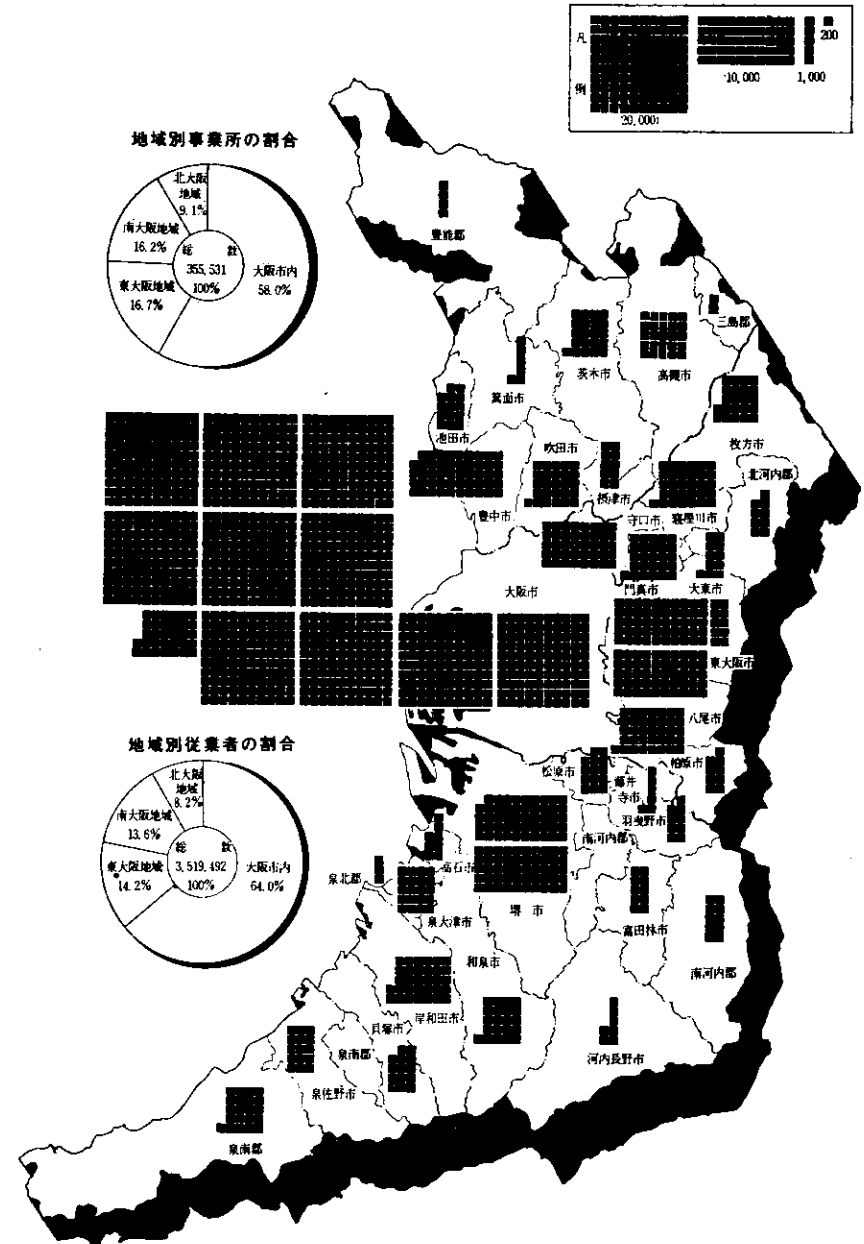 凡
例
20,000
10,000
1,000
200
地域別事業所の割合
北大阪
地域
9.1%
南大阪地域
16.2%
東大阪地域
16.7%
総数
355,531
100%
大阪市内
58.0%
豊能郡
三島郡
茨木市
高槻市
箕面市
池田市
枚方市
吹田市
北河内郡
摂津市
豊中市
守口市
寝屋川市
大阪市
門真市
大東市
東大阪市
八尾市
地域別従業者の割合
北大阪
地域
8.2%
南大阪地域
13.6%
東大阪地域
14.2%
総数
3,519,492
100%
大阪市内
64.0%
松原市
藤井
寺市
柏原市
羽曳野市
南河内郡
泉北郡
高石市
泉大津市
堺市
富田林市
和泉市
南河内郡
岸和田市
貝塚市
泉南郡
河内長野市
泉佐野市
泉南郡